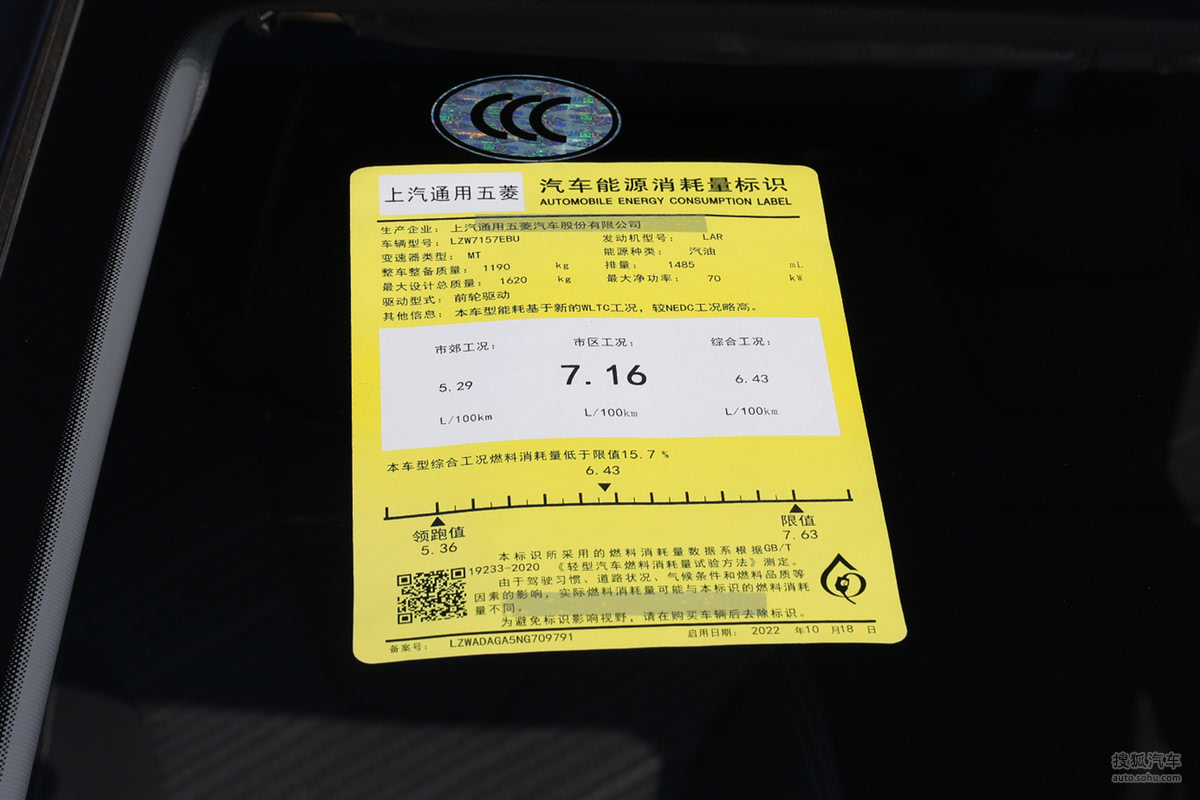 CCC
上汽通用五菱
汽车能源消耗量标识
AUTOMOBILE ENERGY CONSUMPTION LABEL
生产企业: 上汽通用五菱汽车股份有限公司
车辆型号: LZW7157EBU 发动机型号: LAR
变速器类型: MT 能源种类: 汽油
整车整备质量: 1190 kg 排量: 1485 mL
最大设计总质量: 1620 kg 最大净功率: 70 kW
驱动型式: 前轮驱动
其他信息: 本车型能耗基于新的WLTC工况，较NEDC工况略高。
市郊工况: 市区工况: 综合工况:
5.29 7.16 6.43
L/100km L/100km L/100km
本车型综合工况燃料消耗量低于限值15.7 %
6.43
领跑值 限值
5.36 7.63
本标识所采用的燃料消耗量数据系根据GB/T
19233-2020 《轻型汽车燃料消耗量试验方法》测定。
由于驾驶习惯、道路状况、气候条件和燃料品质等
因素的影响，实际燃料消耗量可能与本标识的燃料消耗
量不同。
为避免标识影响视野，请在购买车辆后去除标识。
备案号: LZWADAGA5NG709791 启用日期: 2022 年10 月18 日
搜狐汽车
auto.sohu.com